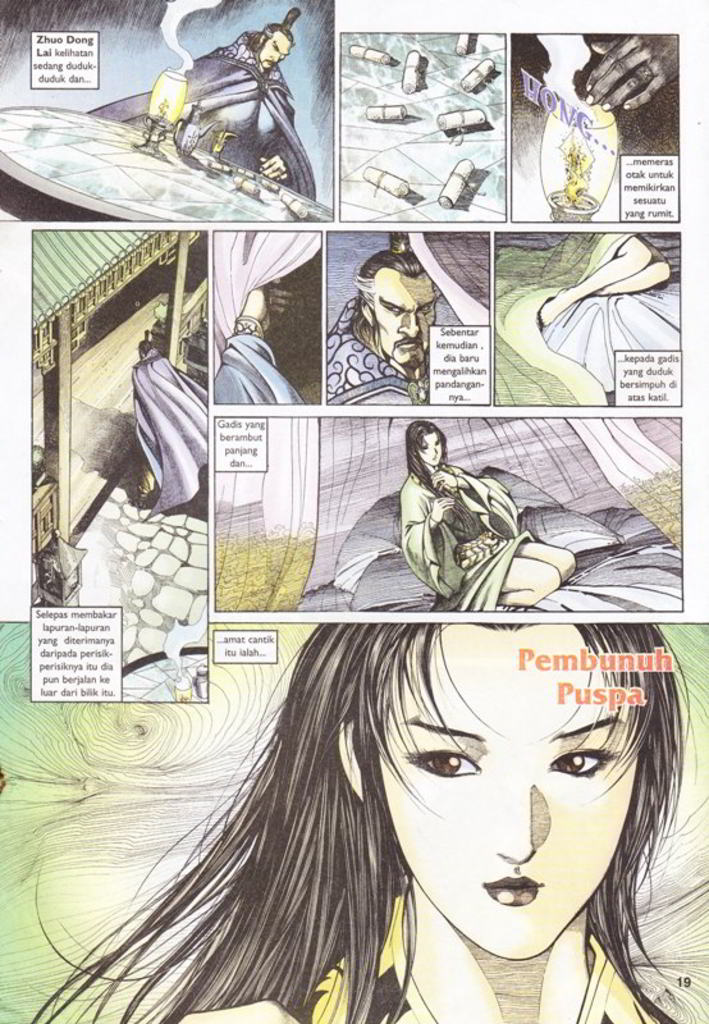 Zhuo Dong
Lai kelihatan
sedang duduk-
duduk dan...
HONG...
...memeras
otak untuk
memikirkan
sesuatu
yang rumit.
Selepas membakar
lapuran-lapuran
yang diterimanya
daripada perisik-
perisiknya itu dia
pun berjalan ke
luar dari bilik itu.
Sebentar
kemudian ,
dia baru
mengalihkan
pandangan-
nya...
...kepada gadis
yang duduk
bersimpuh di
atas katil.
Gadis yang
berambut
panjang
dan...
...amat cantik
itu ialah...
Pembunuh
Puspa
19